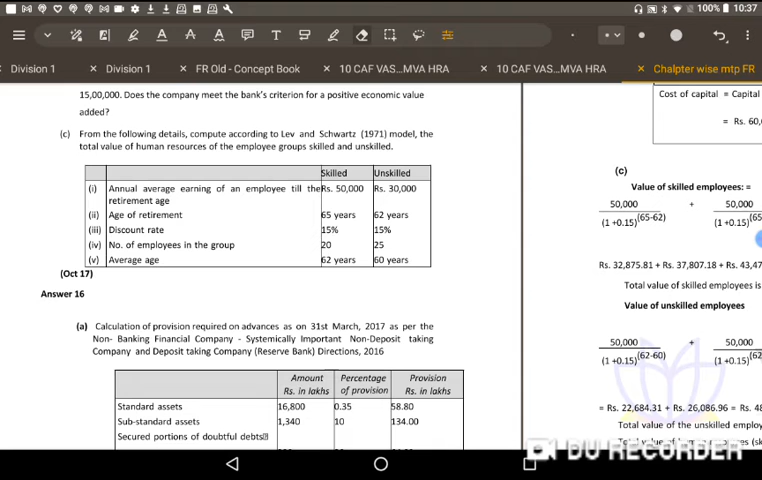 100% 10:37
Division 1
× Division 1
× FR Old - Concept Book
× 10 CAF VAS...MVA HRA
× 10 CAF VAS...MVA HRA
× Chalpter wise mtp FR
15,00,000. Does the company meet the bank's criterion for a positive economic value
added?
(c) From the following details, compute according to Lev and Schwartz (1971) model, the
total value of human resources of the employee groups skilled and unskilled.
Skilled Unskilled
(i) Annual average earning of an employee till the Rs. 50,000 Rs. 30,000
retirement age
(ii) Age of retirement 65 years 62 years
(iii) Discount rate 15% 15%
(iv) No. of employees in the group 20 25
(v) Average age 62 years 60 years
(Oct 17)
Answer 16
(a) Calculation of provision required on advances as on 31st March, 2017 as per the
Non- Banking Financial Company - Systemically Important Non-Deposit taking
Company and Deposit taking Company (Reserve Bank) Directions, 2016
Amount Percentage Provision
Rs. in lakhs of provision Rs. in lakhs
Standard assets 16,800 0.35 58.80
Sub-standard assets 1,340 10 134.00
Secured portions of doubtful debts
Cost of capital = Capital
= Rs. 60,
(c)
Value of skilled employees: =
50,000 + 50,000
(1 +0.15)^(65-62) (1 +0.15)^(65
Rs. 32,875.81 + Rs. 37,807.18 + Rs. 43,47
Total value of skilled employees is
Value of unskilled employees
50,000 + 50,000
(1 +0.15)^(62-60) (1 +0.15)^(62
= Rs. 22,684.31 + Rs. 26,086.96 = Rs. 48
Total value of the unskilled employ
DU RECORDER